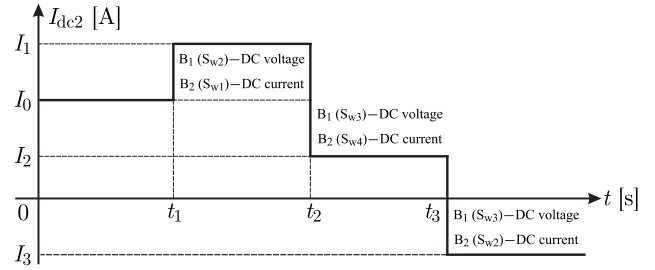 I_dc2 [A]
I_1
B_1 (S_w2)–DC voltage
B_2 (S_w1)–DC current
I_0
B_1 (S_w3)–DC voltage
B_2 (S_w4)–DC current
I_2
0
t_1
t_2
t_3
t [s]
B_1 (S_w3)–DC voltage
B_2 (S_w2)–DC current
I_3